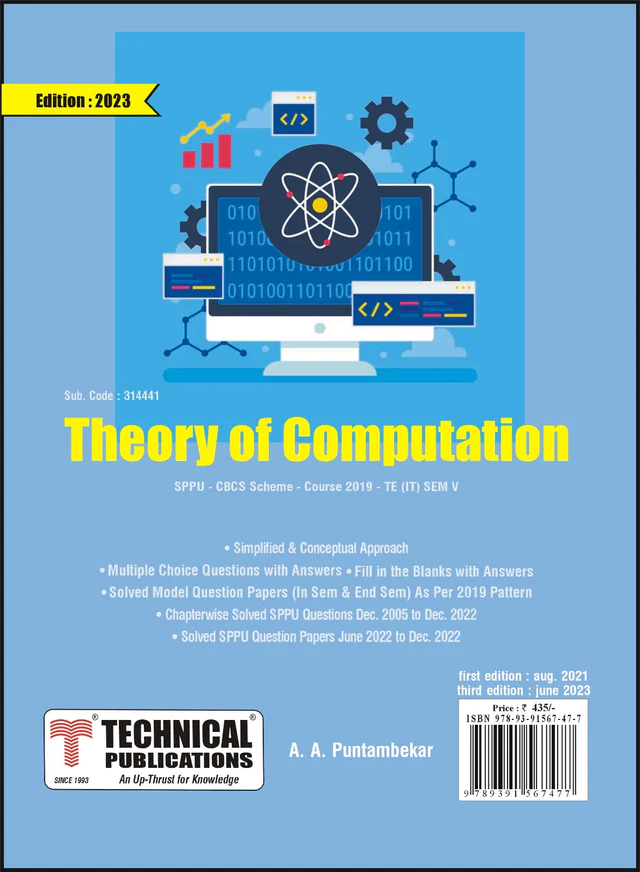 Edition : 2023
</>
010
101
1010
1011
110101010
1001101100
0101001101100
</>
Sub. Code : 314441
Theory of Computation
SPPU - CBCS Scheme - Course 2019 - TE (IT) SEM V
• Simplified & Conceptual Approach
• Multiple Choice Questions with Answers • Fill in the Blanks with Answers
• Solved Model Question Papers (In Sem & End Sem) As Per 2019 Pattern
• Chapterwise Solved SPPU Questions Dec. 2005 to Dec. 2022
• Solved SPPU Question Papers June 2022 to Dec. 2022
first edition : aug. 2021
third edition : june 2023
Price : ₹ 435/-
ISBN 978-93-91567-47-7
9 789391 567477
T®
SINCE 1993
TECHNICAL®
PUBLICATIONS
An Up-Thrust for Knowledge
A. A. Puntambekar